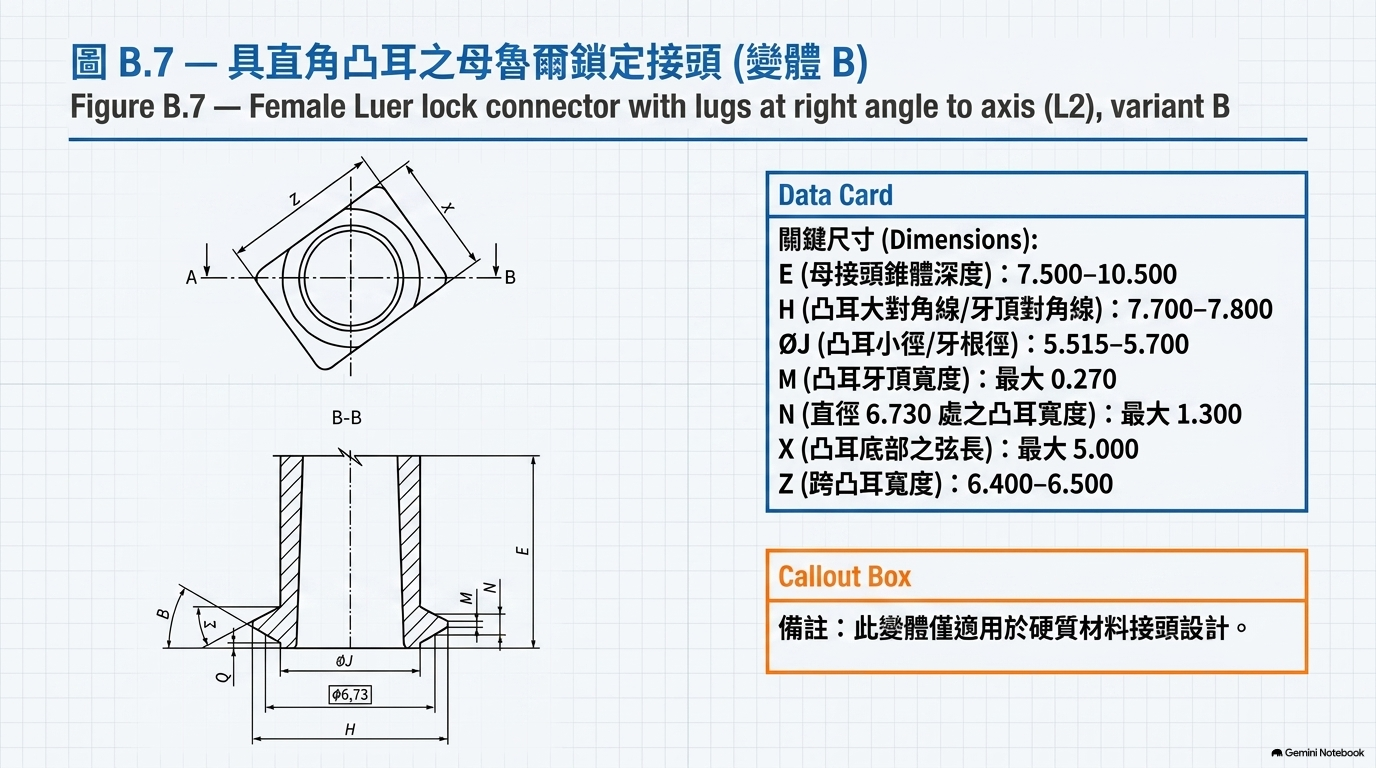 圖 B.7 — 具直角凸耳之母魯爾鎖定接頭 (變體 B)
Figure B.7 — Female Luer lock connector with lugs at right angle to axis (L2), variant B
Z
X
A
B
B-B
E
N
M
B
Σ
Q
ØJ
ϕ6,73
H
Data Card
關鍵尺寸 (Dimensions):
E (母接頭錐體深度)：7.500–10.500
H (凸耳大對角線/牙頂對角線)：7.700–7.800
ØJ (凸耳小徑/牙根徑)：5.515–5.700
M (凸耳牙頂寬度)：最大 0.270
N (直徑 6.730 處之凸耳寬度)：最大 1.300
X (凸耳底部之弦長)：最大 5.000
Z (跨凸耳寬度)：6.400–6.500
Callout Box
備註：此變體僅適用於硬質材料接頭設計。
Gemini Notebook